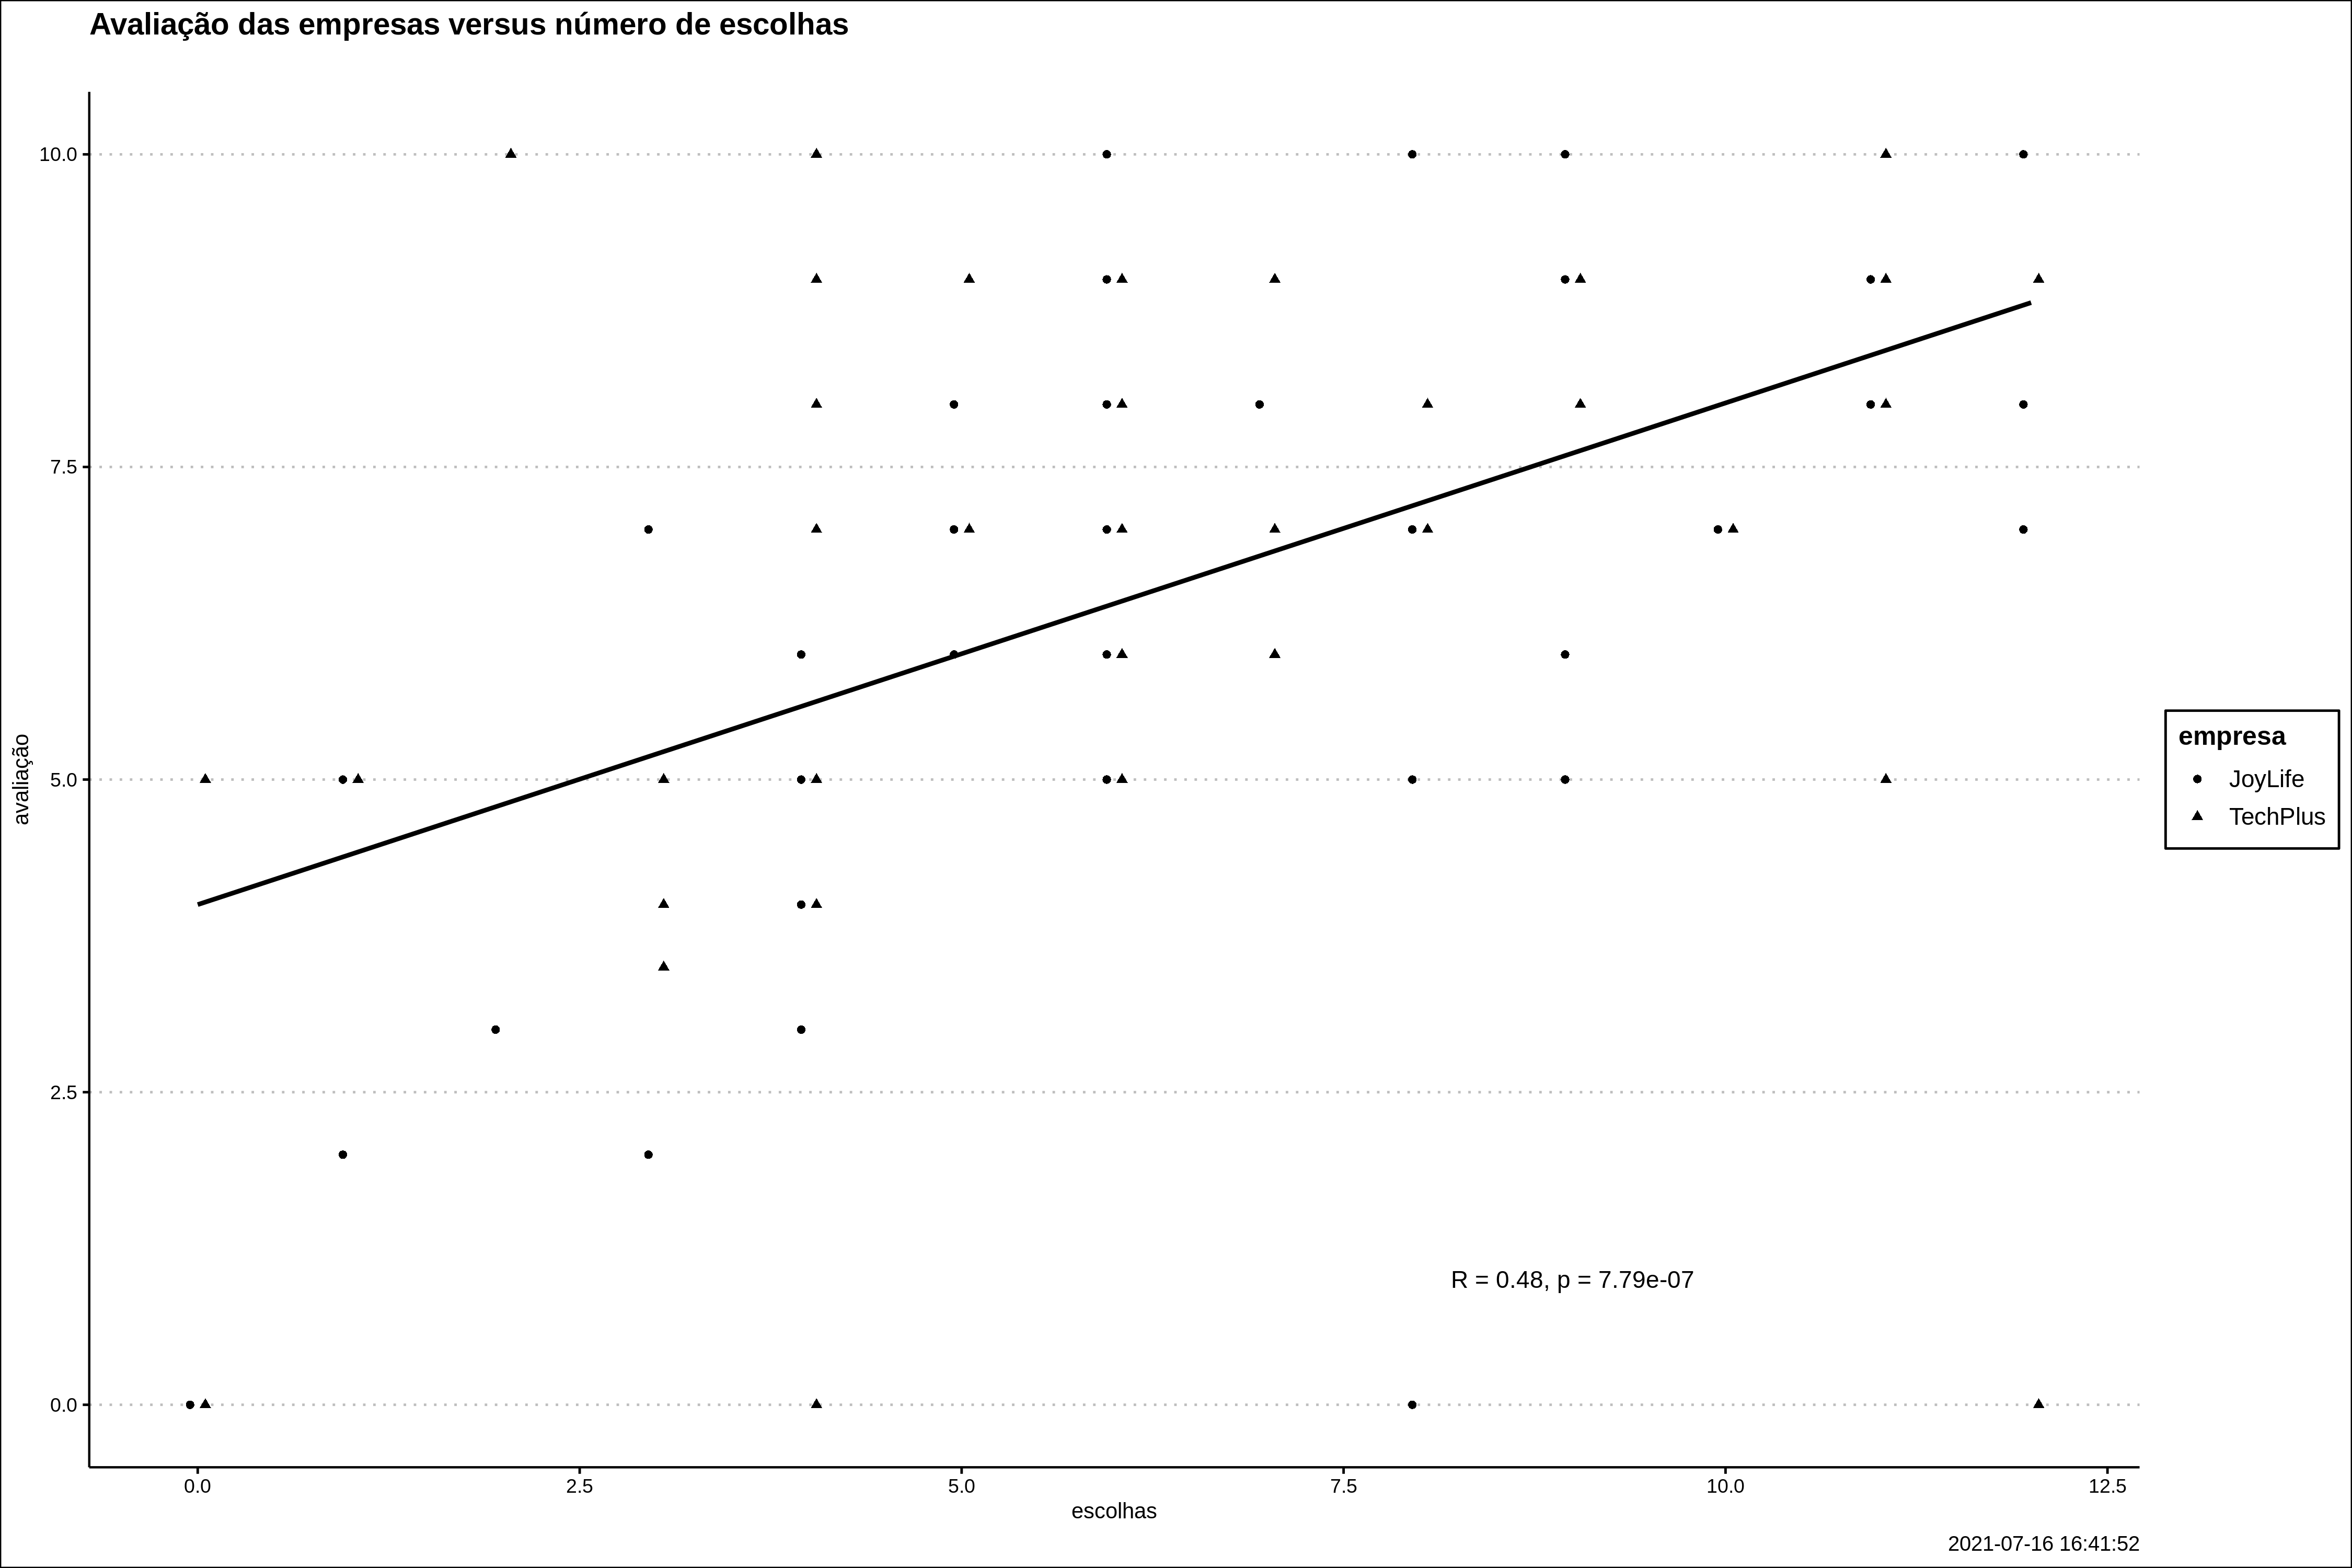 Avaliação das empresas versus número de escolhas
10.0
7.5
5.0
2.5
0.0
avaliação
R = 0.48, p = 7.79e-07
0.0 2.5 5.0 7.5 10.0 12.5
escolhas
empresa
JoyLife
TechPlus
2021-07-16 16:41:52